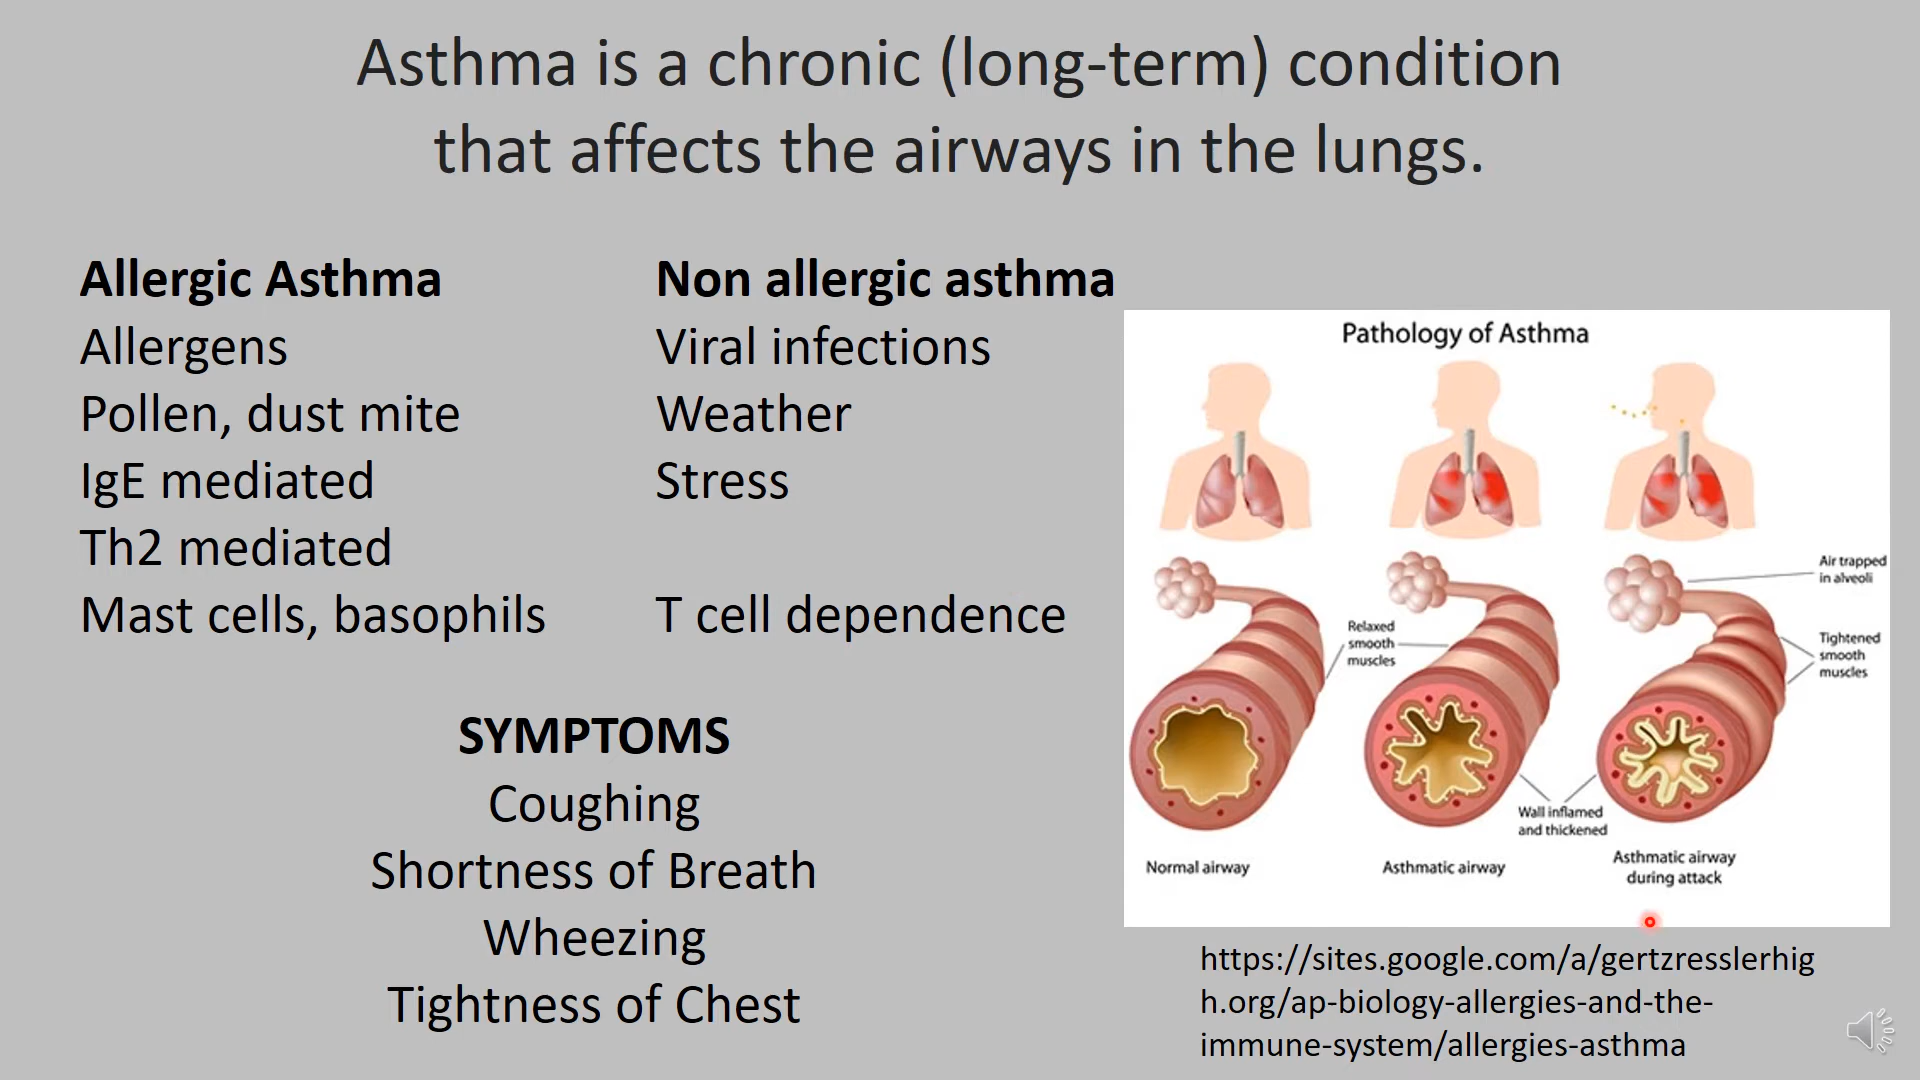 Asthma is a chronic (long-term) condition
that affects the airways in the lungs.
Allergic Asthma
Allergens
Pollen, dust mite
IgE mediated
Th2 mediated
Mast cells, basophils
Non allergic asthma
Viral infections
Weather
Stress
T cell dependence
SYMPTOMS
Coughing
Shortness of Breath
Wheezing
Tightness of Chest
Pathology of Asthma
Air trapped
in alveoli
Relaxed
smooth
muscles
Tightened
smooth
muscles
Wall inflamed
and thickened
Normal airway
Asthmatic airway
Asthmatic airway
during attack
https://sites.google.com/a/gertzresslerhig
h.org/ap-biology-allergies-and-the-
immune-system/allergies-asthma